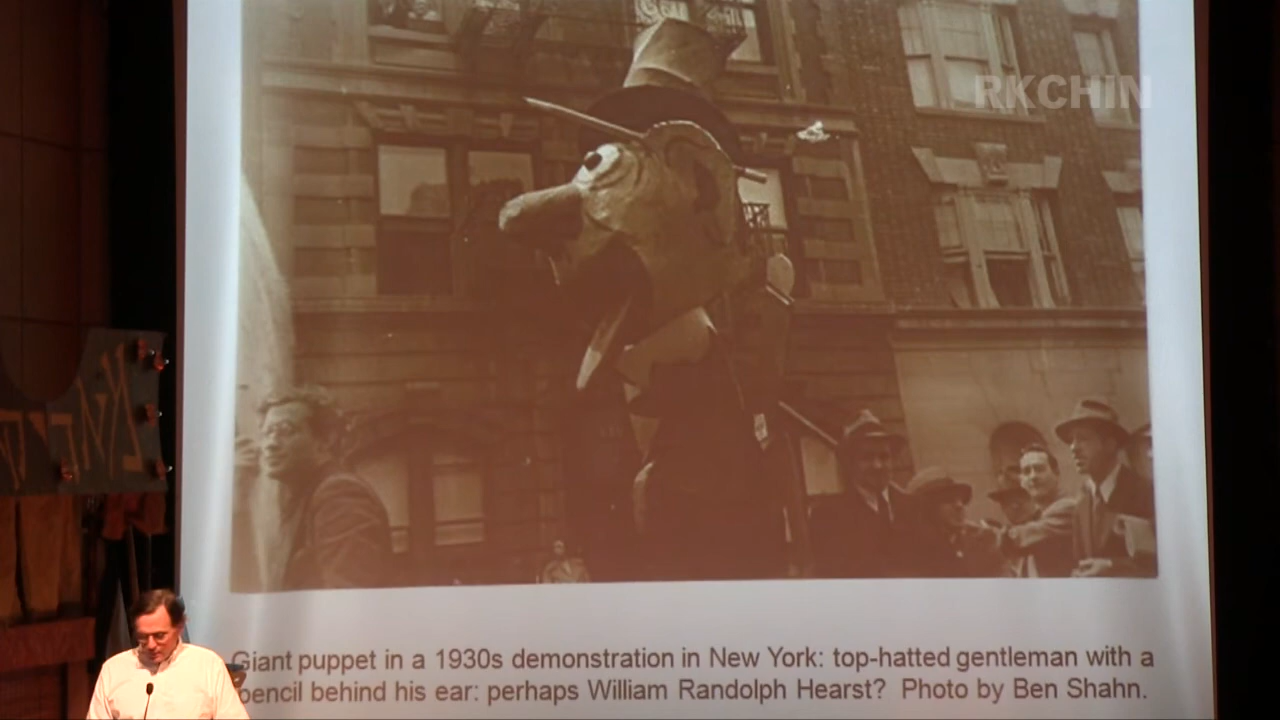 RKCHIN
Giant puppet in a 1930s demonstration in New York: top-hatted gentleman with a
pencil behind his ear: perhaps William Randolph Hearst? Photo by Ben Shahn.